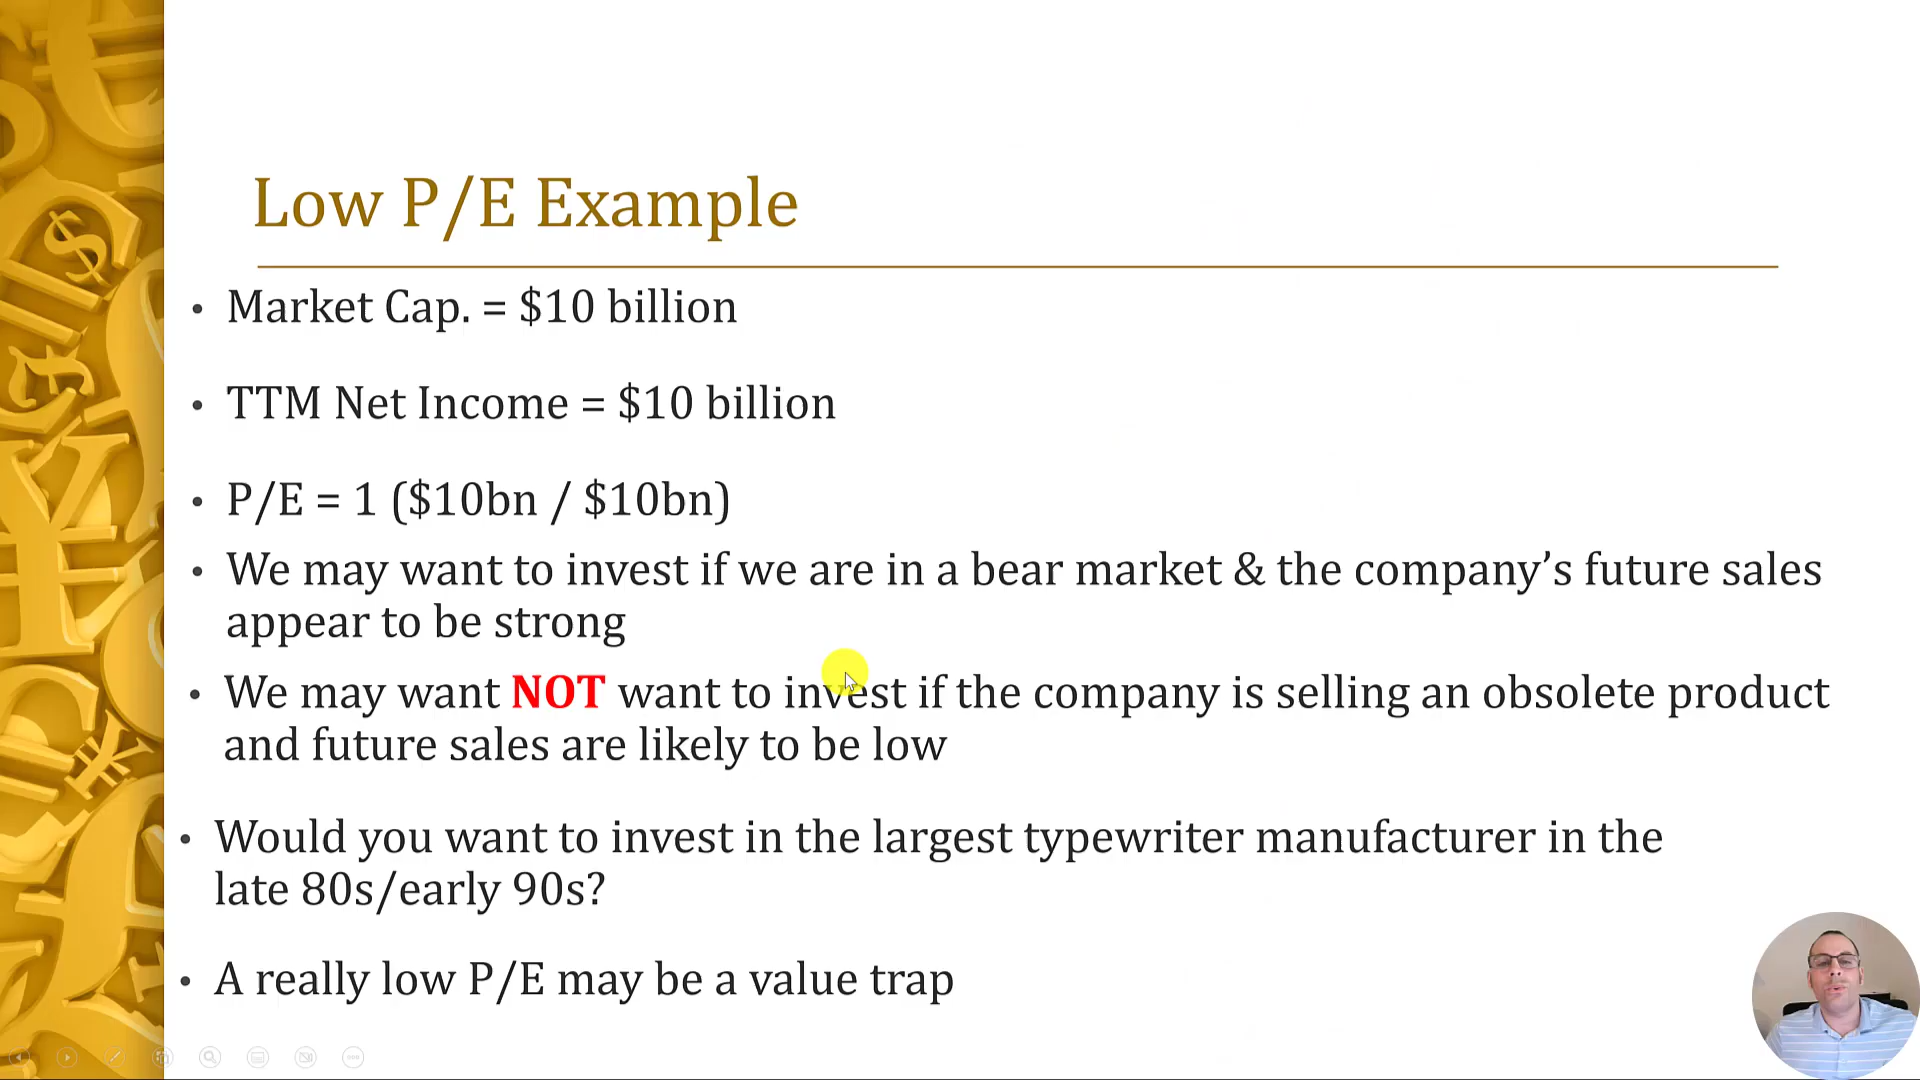 Low P/E Example
• Market Cap. = $10 billion
• TTM Net Income = $10 billion
• P/E = 1 ($10bn / $10bn)
• We may want to invest if we are in a bear market & the company’s future sales
appear to be strong
• We may want NOT want to invest if the company is selling an obsolete product
and future sales are likely to be low
• Would you want to invest in the largest typewriter manufacturer in the
late 80s/early 90s?
• A really low P/E may be a value trap